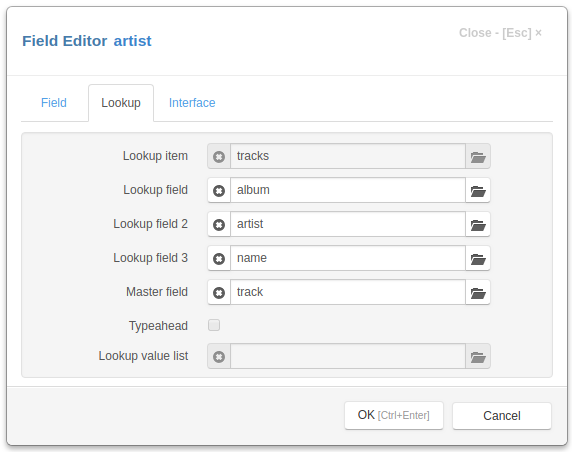 Field Editor artist
Close - [Esc] ×
Field Lookup Interface
Lookup item tracks
Lookup field album
Lookup field 2 artist
Lookup field 3 name
Master field track
Typeahead
Lookup value list
OK [Ctrl+Enter] Cancel